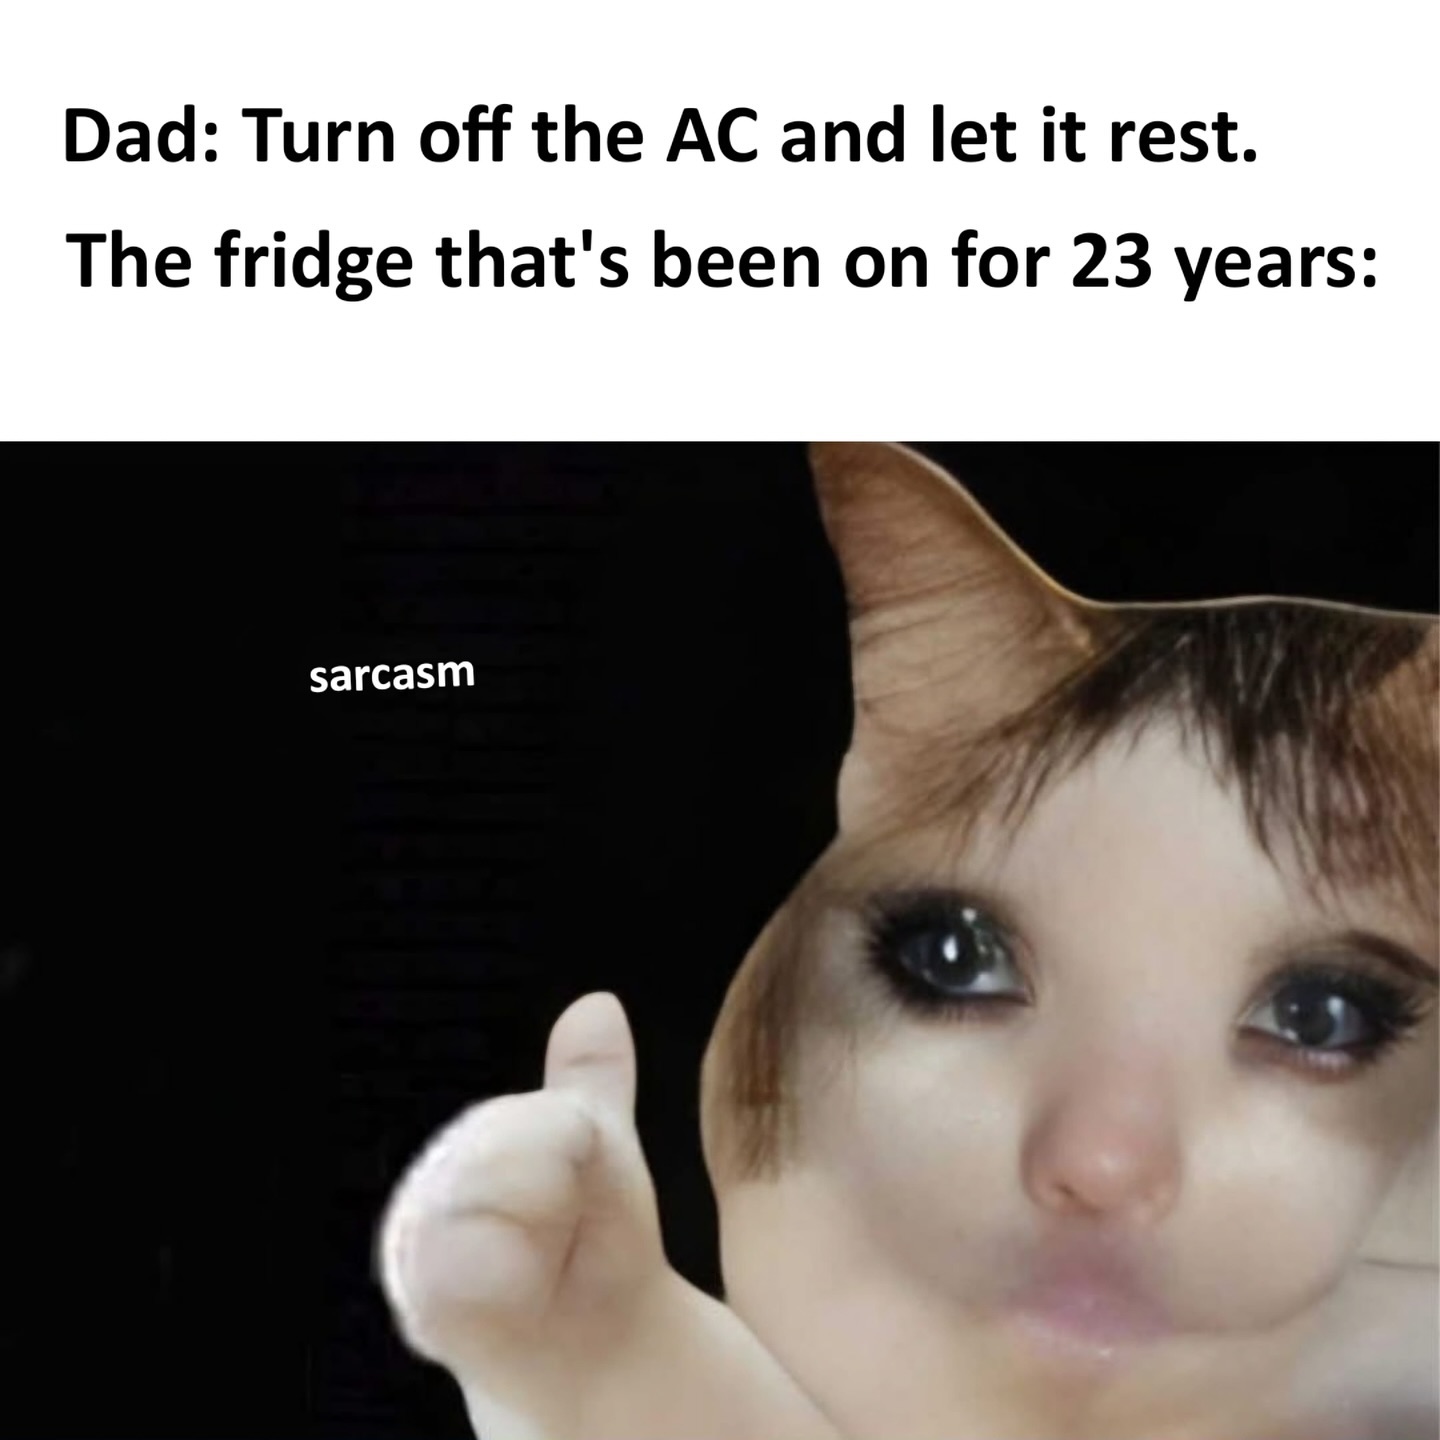 Dad: Turn off the AC and let it rest.
The fridge that's been on for 23 years:
sarcasm